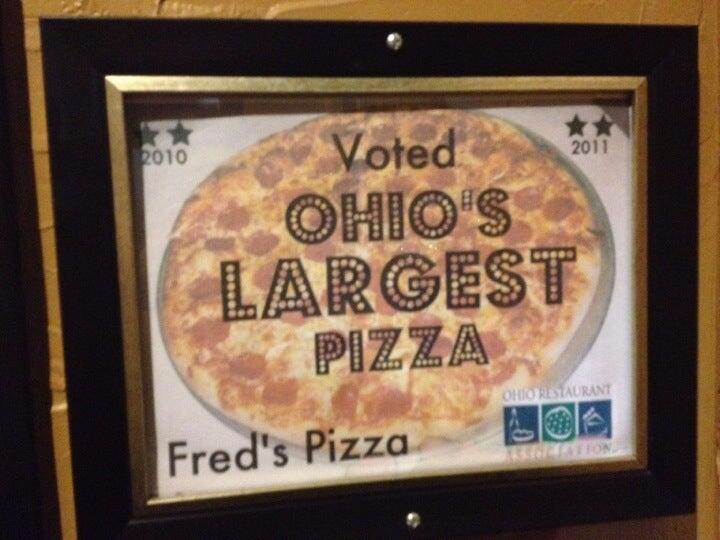 2010
2011
Voted
OHIO'S
LARGEST
PIZZA
Fred's Pizza
OHIO RESTAURANT
ASSOCIATION